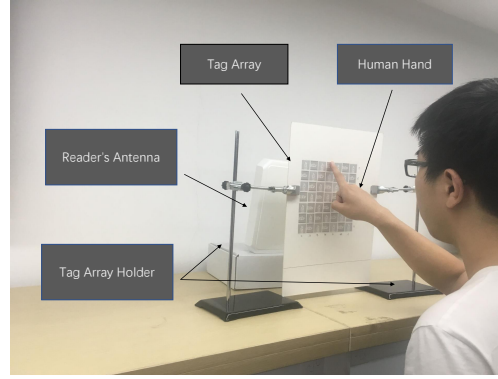 Tag Array
Human Hand
Reader's Antenna
Tag Array Holder